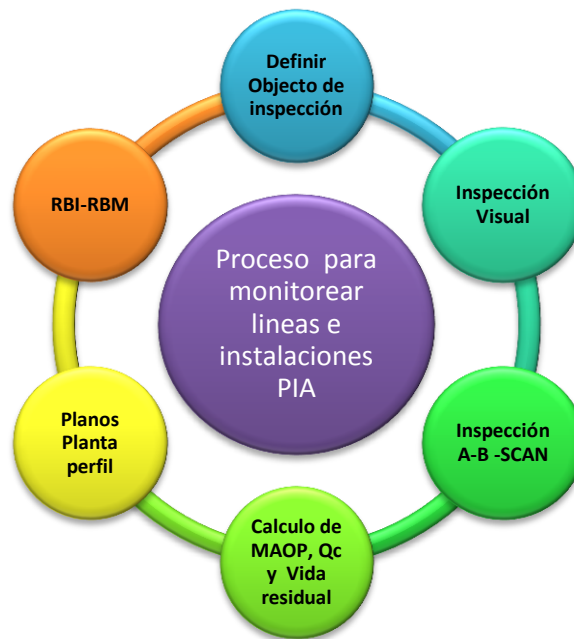 Definir
Objecto de
inspección
Inspección
Visual
Inspección
A-B -SCAN
Calculo de
MAOP, Qc
y Vida
residual
Planos
Planta
perfil
RBI-RBM
Proceso para
monitorear
lineas e
instalaciones
PIA